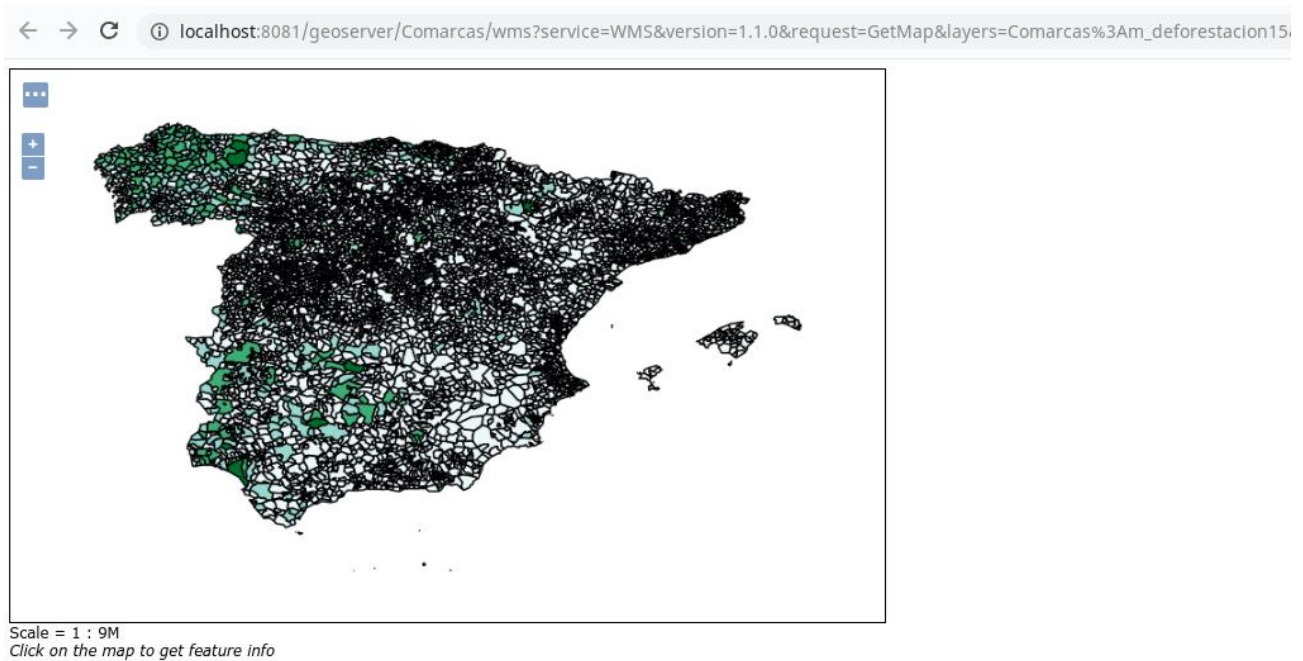 localhost:8081/geoserver/Comarcas/wms?service=WMS&version=1.1.0&request=GetMap&layers=Comarcas%3Am_deforestacion15
+
−
Scale = 1 : 9M
Click on the map to get feature info